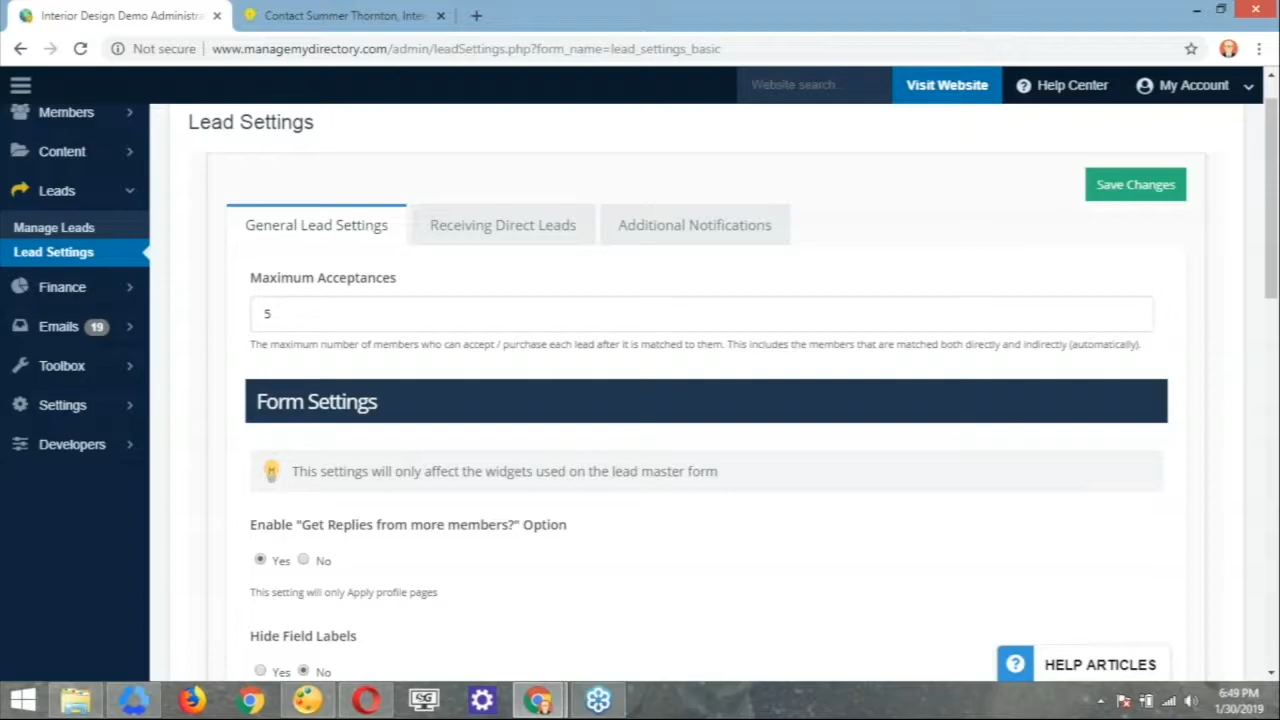 Interior Design Demo Administra
Contact Summer Thornton, Inte
Not secure
www.managemydirectory.com/admin/leadSettings.php?form_name=lead_settings_basic
Website search...
Visit Website
Help Center
My Account
Members
Content
Leads
Manage Leads
Lead Settings
Finance
Emails 19
Toolbox
Settings
Developers
Lead Settings
Save Changes
General Lead Settings
Receiving Direct Leads
Additional Notifications
Maximum Acceptances
5
The maximum number of members who can accept / purchase each lead after it is matched to them. This includes the members that are matched both directly and indirectly (automatically).
Form Settings
This settings will only affect the widgets used on the lead master form
Enable "Get Replies from more members?" Option
Yes No
This setting will only Apply profile pages
Hide Field Labels
Yes No
HELP ARTICLES
SG
6:49 PM
1/30/2019